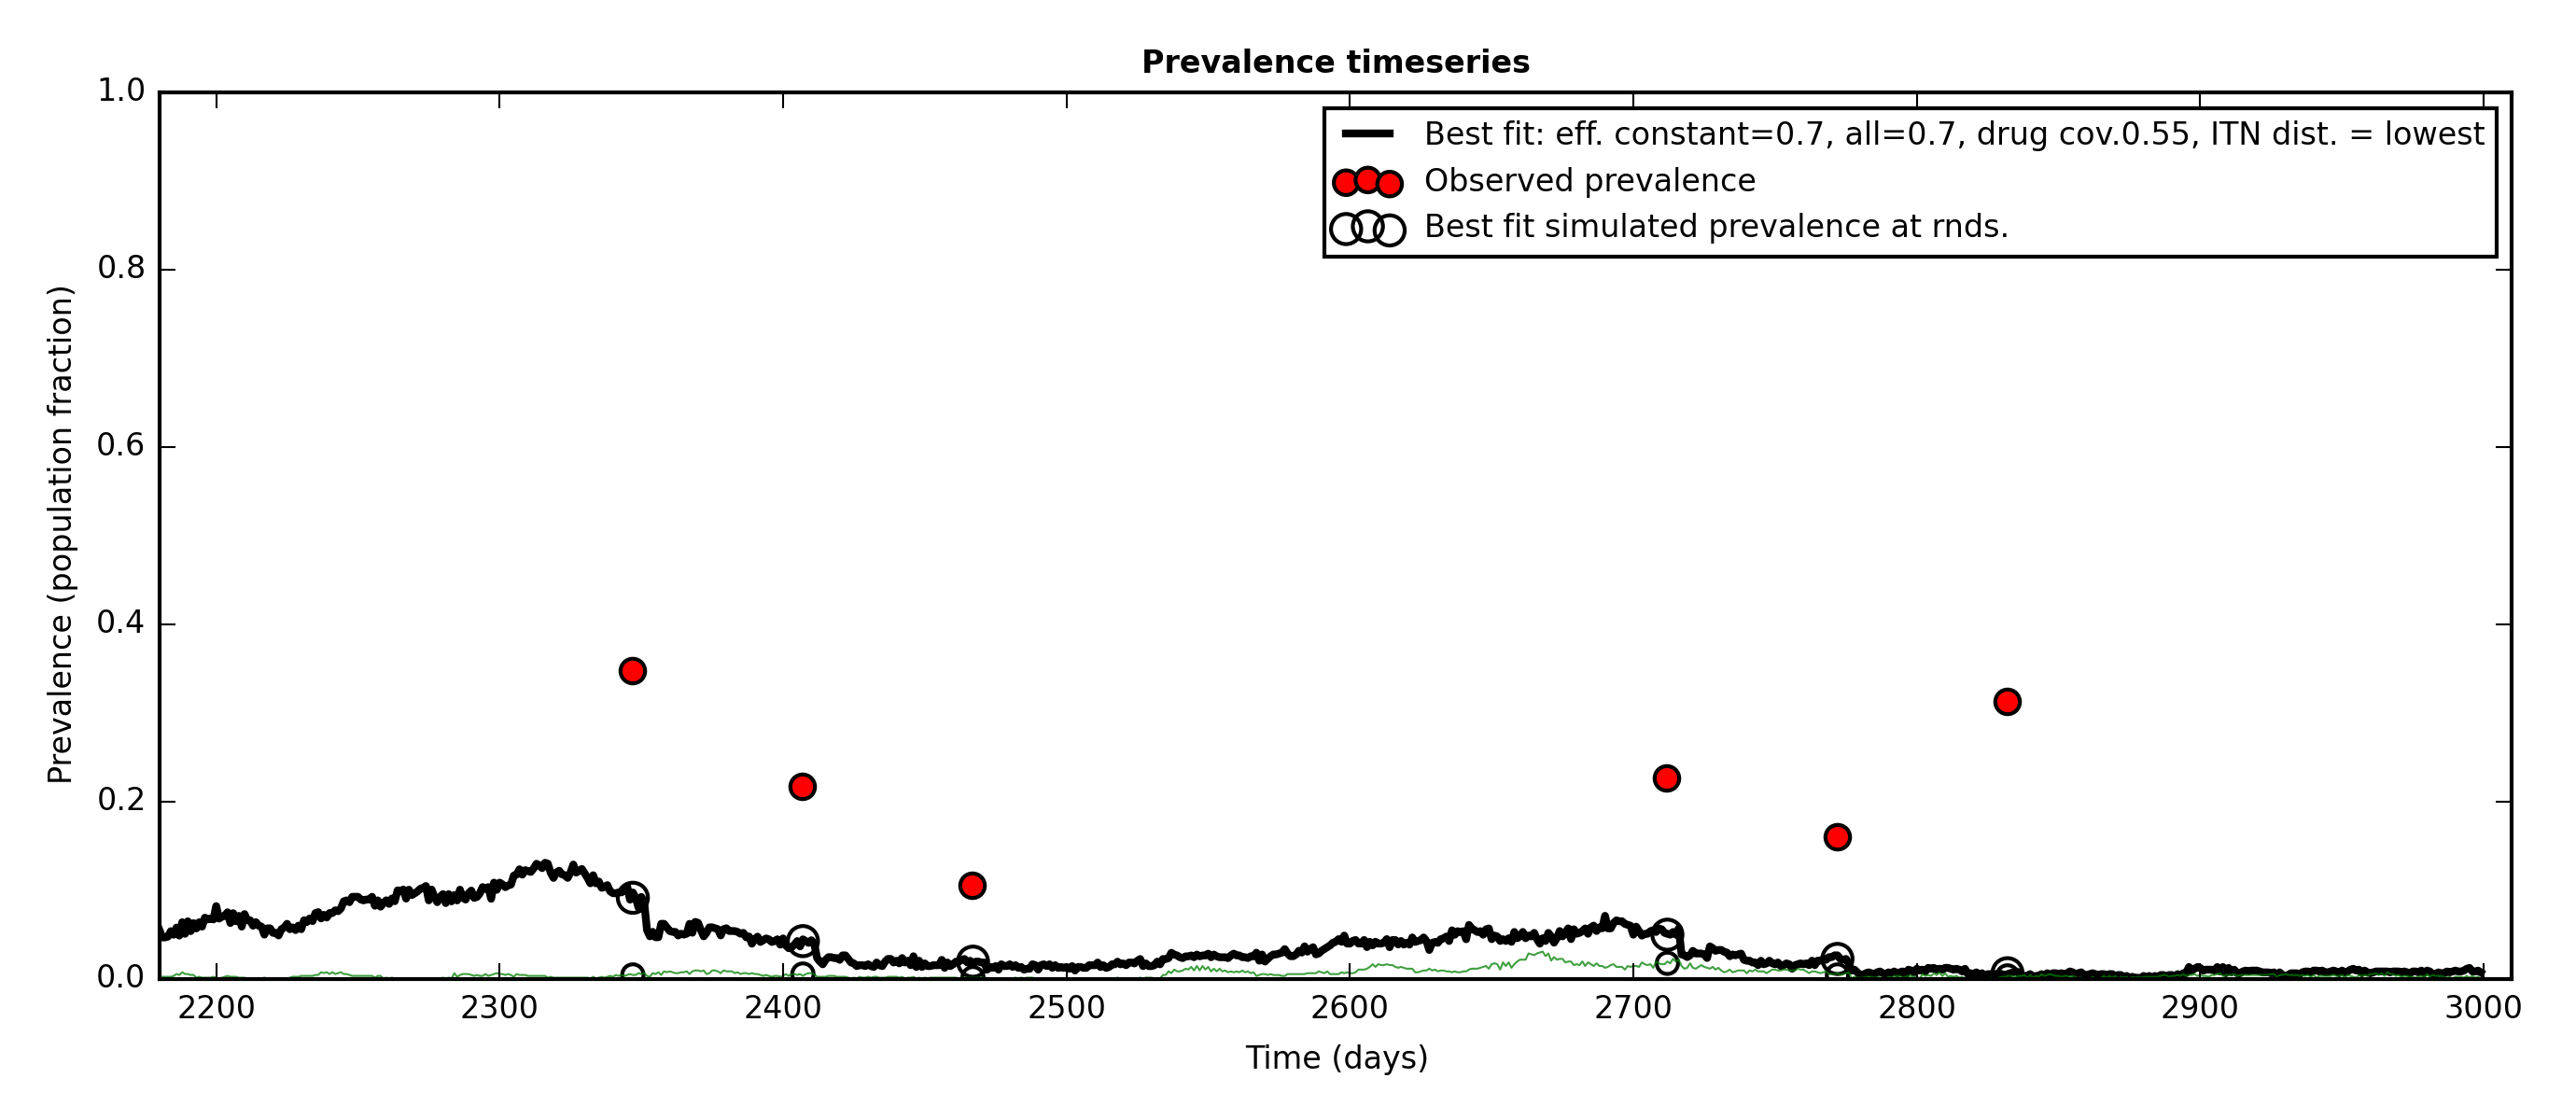 Prevalence timeseries
1.0
0.8
0.6
0.4
0.2
0.0
Prevalence (population fraction)
Best fit: eff. constant=0.7, all=0.7, drug cov.0.55, ITN dist. = lowest
Observed prevalence
Best fit simulated prevalence at rnds.
2200 2300 2400 2500 2600 2700 2800 2900 3000
Time (days)